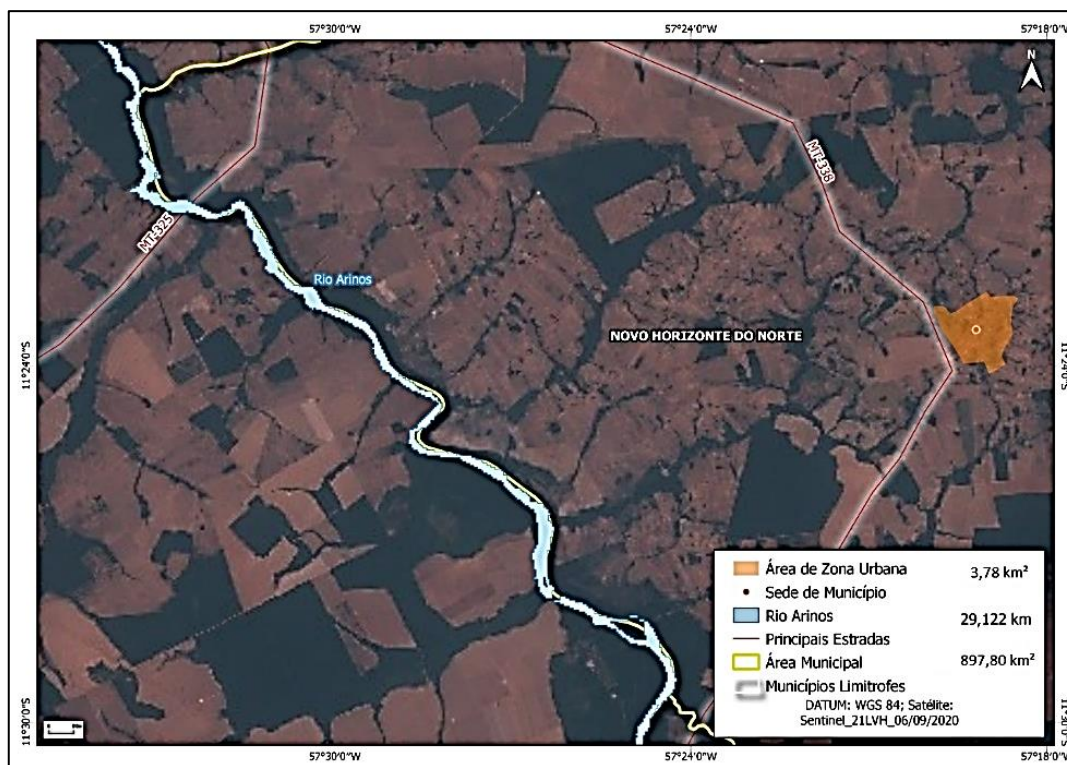 57°30'0"W
57°24'0"W
57°18'0"W
N
MT-338
MT-325
Rio Arinos
NOVO HORIZONTE DO NORTE
11°24'0"S
11°24'0"S
Área de Zona Urbana 3,78 km²
Sede de Município
Rio Arinos 29,122 km
Principais Estradas
Área Municipal 897,80 km²
Municípios Limitrofes
DATUM: WGS 84; Satélite:
Sentinel_21LVH_06/09/2020
11°30'0"S
11°30'0"S
57°30'0"W
57°24'0"W
57°18'0"W